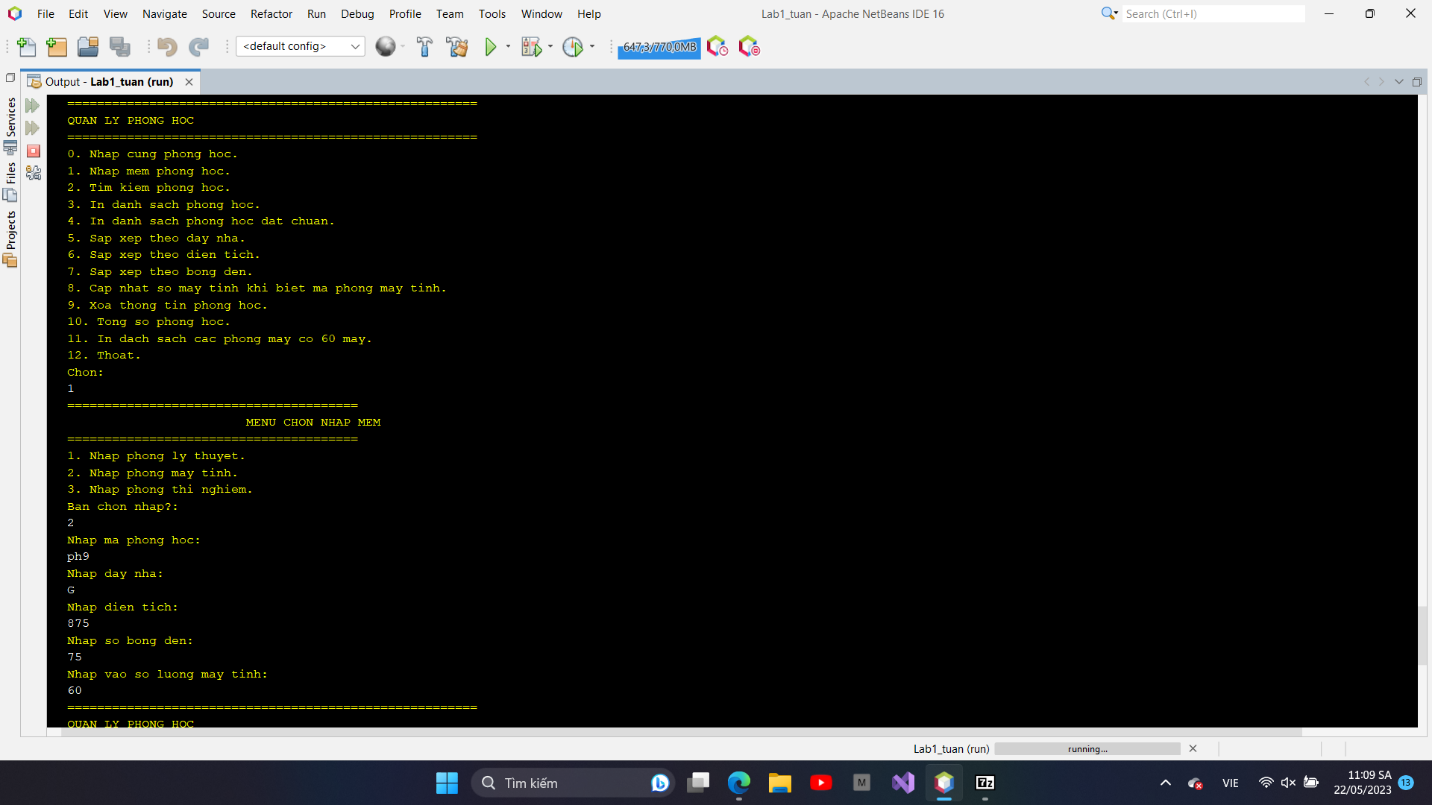 File Edit View Navigate Source Refactor Run Debug Profile Team Tools Window Help
Lab1_tuan - Apache NetBeans IDE 16
Search (Ctrl+I)
<default config>
647,3/770,0MB
Output - Lab1_tuan (run)
Services
Files
Projects
=======================================================
QUAN LY PHONG HOC
=======================================================
0. Nhap cung phong hoc.
1. Nhap mem phong hoc.
2. Tim kiem phong hoc.
3. In danh sach phong hoc.
4. In danh sach phong hoc dat chuan.
5. Sap xep theo day nha.
6. Sap xep theo dien tich.
7. Sap xep theo bong den.
8. Cap nhat so may tinh khi biet ma phong may tinh.
9. Xoa thong tin phong hoc.
10. Tong so phong hoc.
11. In dach sach cac phong may co 60 may.
12. Thoat.
Chon:
1
=======================================
MENU CHON NHAP MEM
=======================================
1. Nhap phong ly thuyet.
2. Nhap phong may tinh.
3. Nhap phong thi nghiem.
Ban chon nhap?:
2
Nhap ma phong hoc:
ph9
Nhap day nha:
G
Nhap dien tich:
875
Nhap so bong den:
75
Nhap vao so luong may tinh:
60
=======================================================
QUAN LY PHONG HOC
Lab1_tuan (run)
running...
Tìm kiếm
M
7z
VIE
11:09 SA
22/05/2023
13